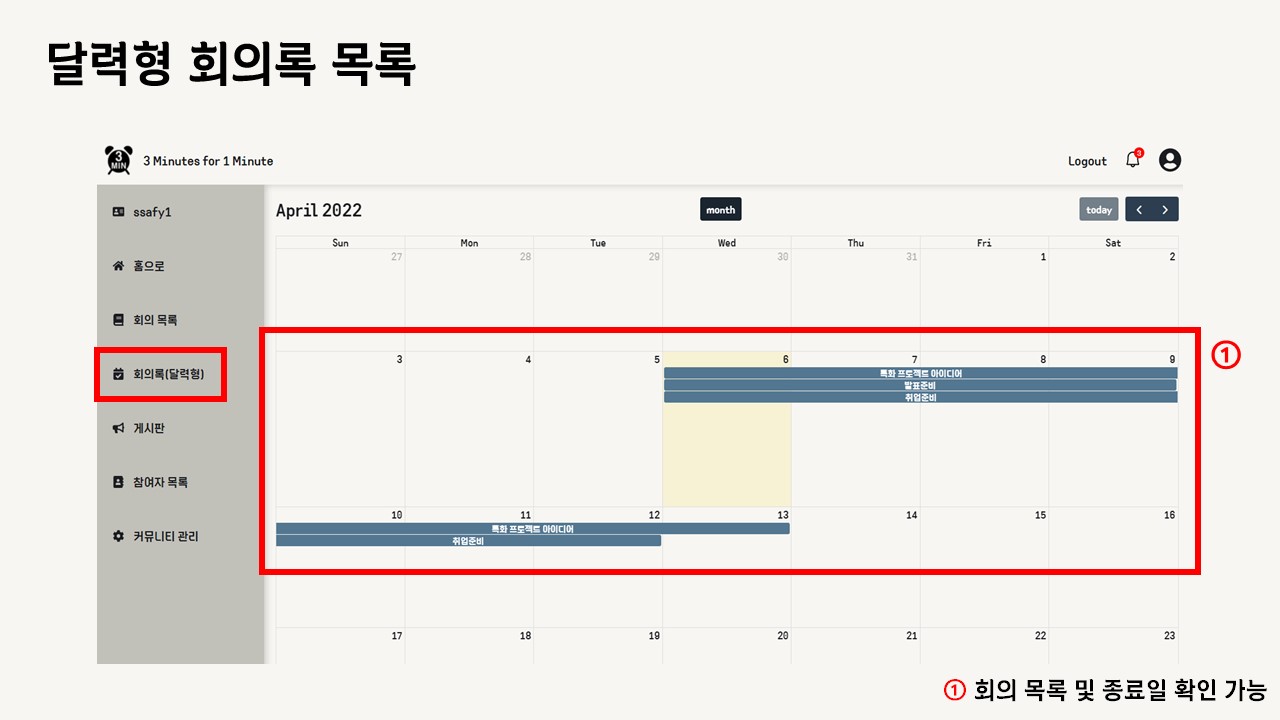 달력형 회의록 목록
3 MIN
3 Minutes for 1 Minute
Logout
3
ssafy1
홈으로
회의 목록
회의록(달력형)
게시판
참여자 목록
커뮤니티 관리
April 2022
month
today
Sun Mon Tue Wed Thu Fri Sat
27 28 29 30 31 1 2
3 4 5 6 7 8 9
특화 프로젝트 아이디어
발표준비
취업준비
①
10 11 12 13 14 15 16
특화 프로젝트 아이디어
취업준비
17 18 19 20 21 22 23
① 회의 목록 및 종료일 확인 가능